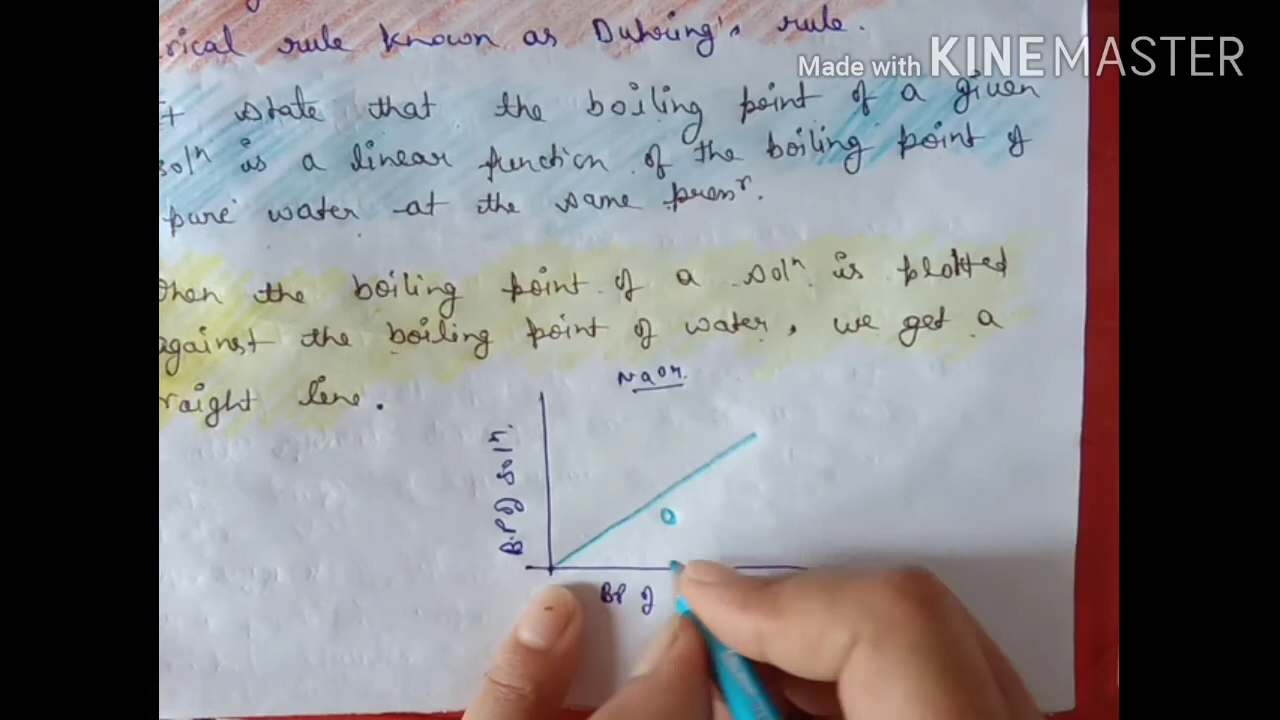 rical rule known as Duhring's rule.
Made with KINEMASTER
It state that the boiling point of a given
solⁿ is a linear function of the boiling point of
pure water at the same pressʳ.
When the boiling point of a solⁿ is plotted
against the boiling point of water, we get a
raight line.
NaOH.
B.P of Solⁿ.
0
BP of